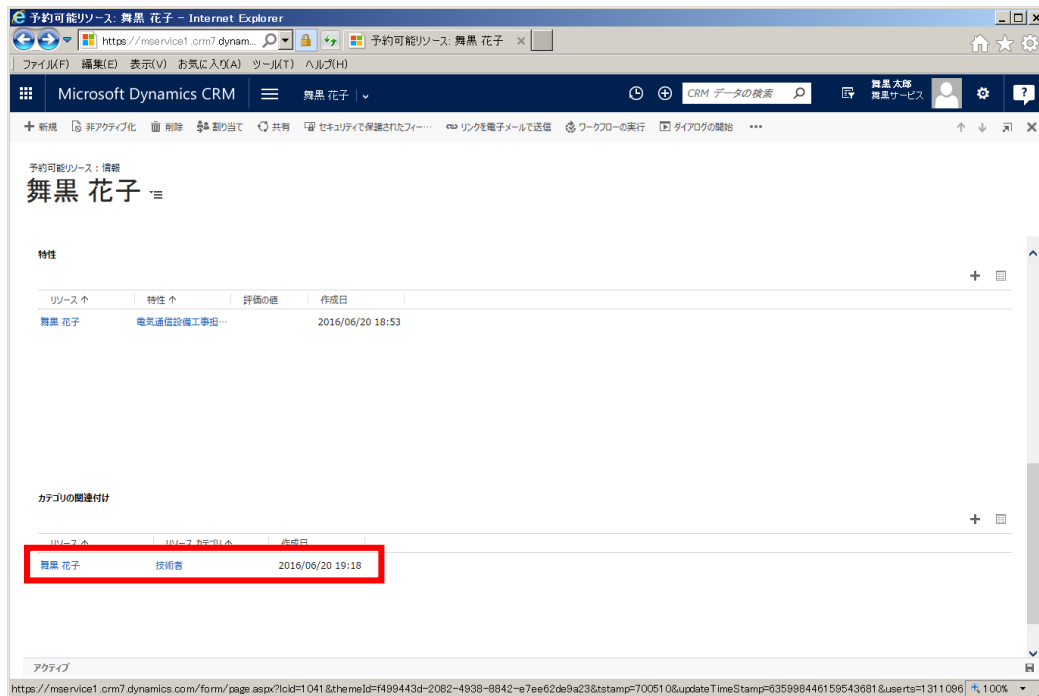 予約可能リソース: 舞黒 花子 - Internet Explorer
https://mservice1.crm7.dynam... 予約可能リソース: 舞黒 花子
ファイル(F) 編集(E) 表示(V) お気に入り(A) ツール(T) ヘルプ(H)
Microsoft Dynamics CRM 舞黒 花子 CRM データの検索 舞黒 太郎
舞黒サービス
新規 非アクティブ化 削除 割り当て 共有 セキュリティで保護されたフィー… リンクを電子メールで送信 ワークフローの実行 ダイアログの開始 •••
予約可能リソース : 情報
舞黒 花子
特性
リソース ↑ 特性 ↑ 評価の値 作成日
舞黒 花子 電気通信設備工事担… 2016/06/20 18:53
カテゴリの関連付け
リソース ↑ リソース カテゴリ ↑ 作成日
舞黒 花子 技術者 2016/06/20 19:18
アクティブ
https://mservice1.crm7.dynamics.com/form/page.aspx?lcid=1041&themeId=f499443d-2082-4938-8842-e7ee62de9a23&tstamp=700510&updateTimeStamp=635998446159543681&userts=1311096 100%